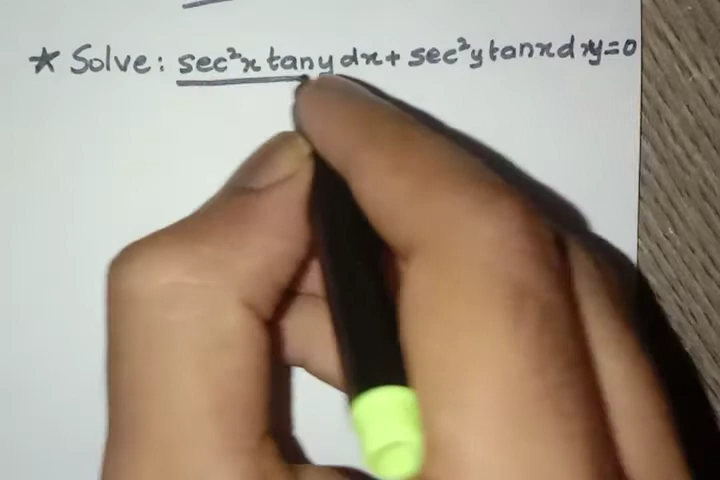 * Solve: sec²x tany dx + sec²y tanx dy = 0